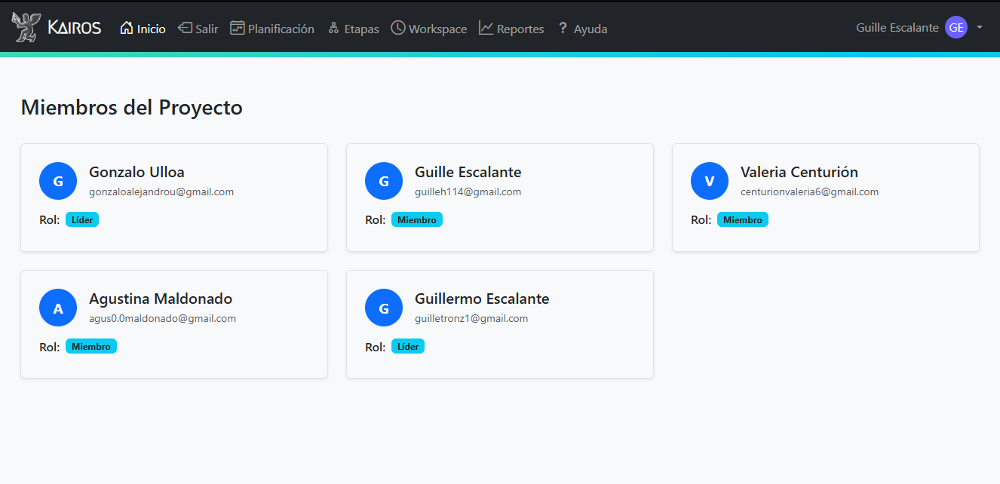 KAIROS Inicio Salir Planificación Etapas Workspace Reportes ? Ayuda Guille Escalante GE
Miembros del Proyecto
G Gonzalo Ulloa
gonzaloalejandrou@gmail.com
Rol: Líder
G Guille Escalante
guilleh114@gmail.com
Rol: Miembro
V Valeria Centurión
centurionvaleria6@gmail.com
Rol: Miembro
A Agustina Maldonado
agus0.0maldonado@gmail.com
Rol: Miembro
G Guillermo Escalante
guilletronz1@gmail.com
Rol: Líder